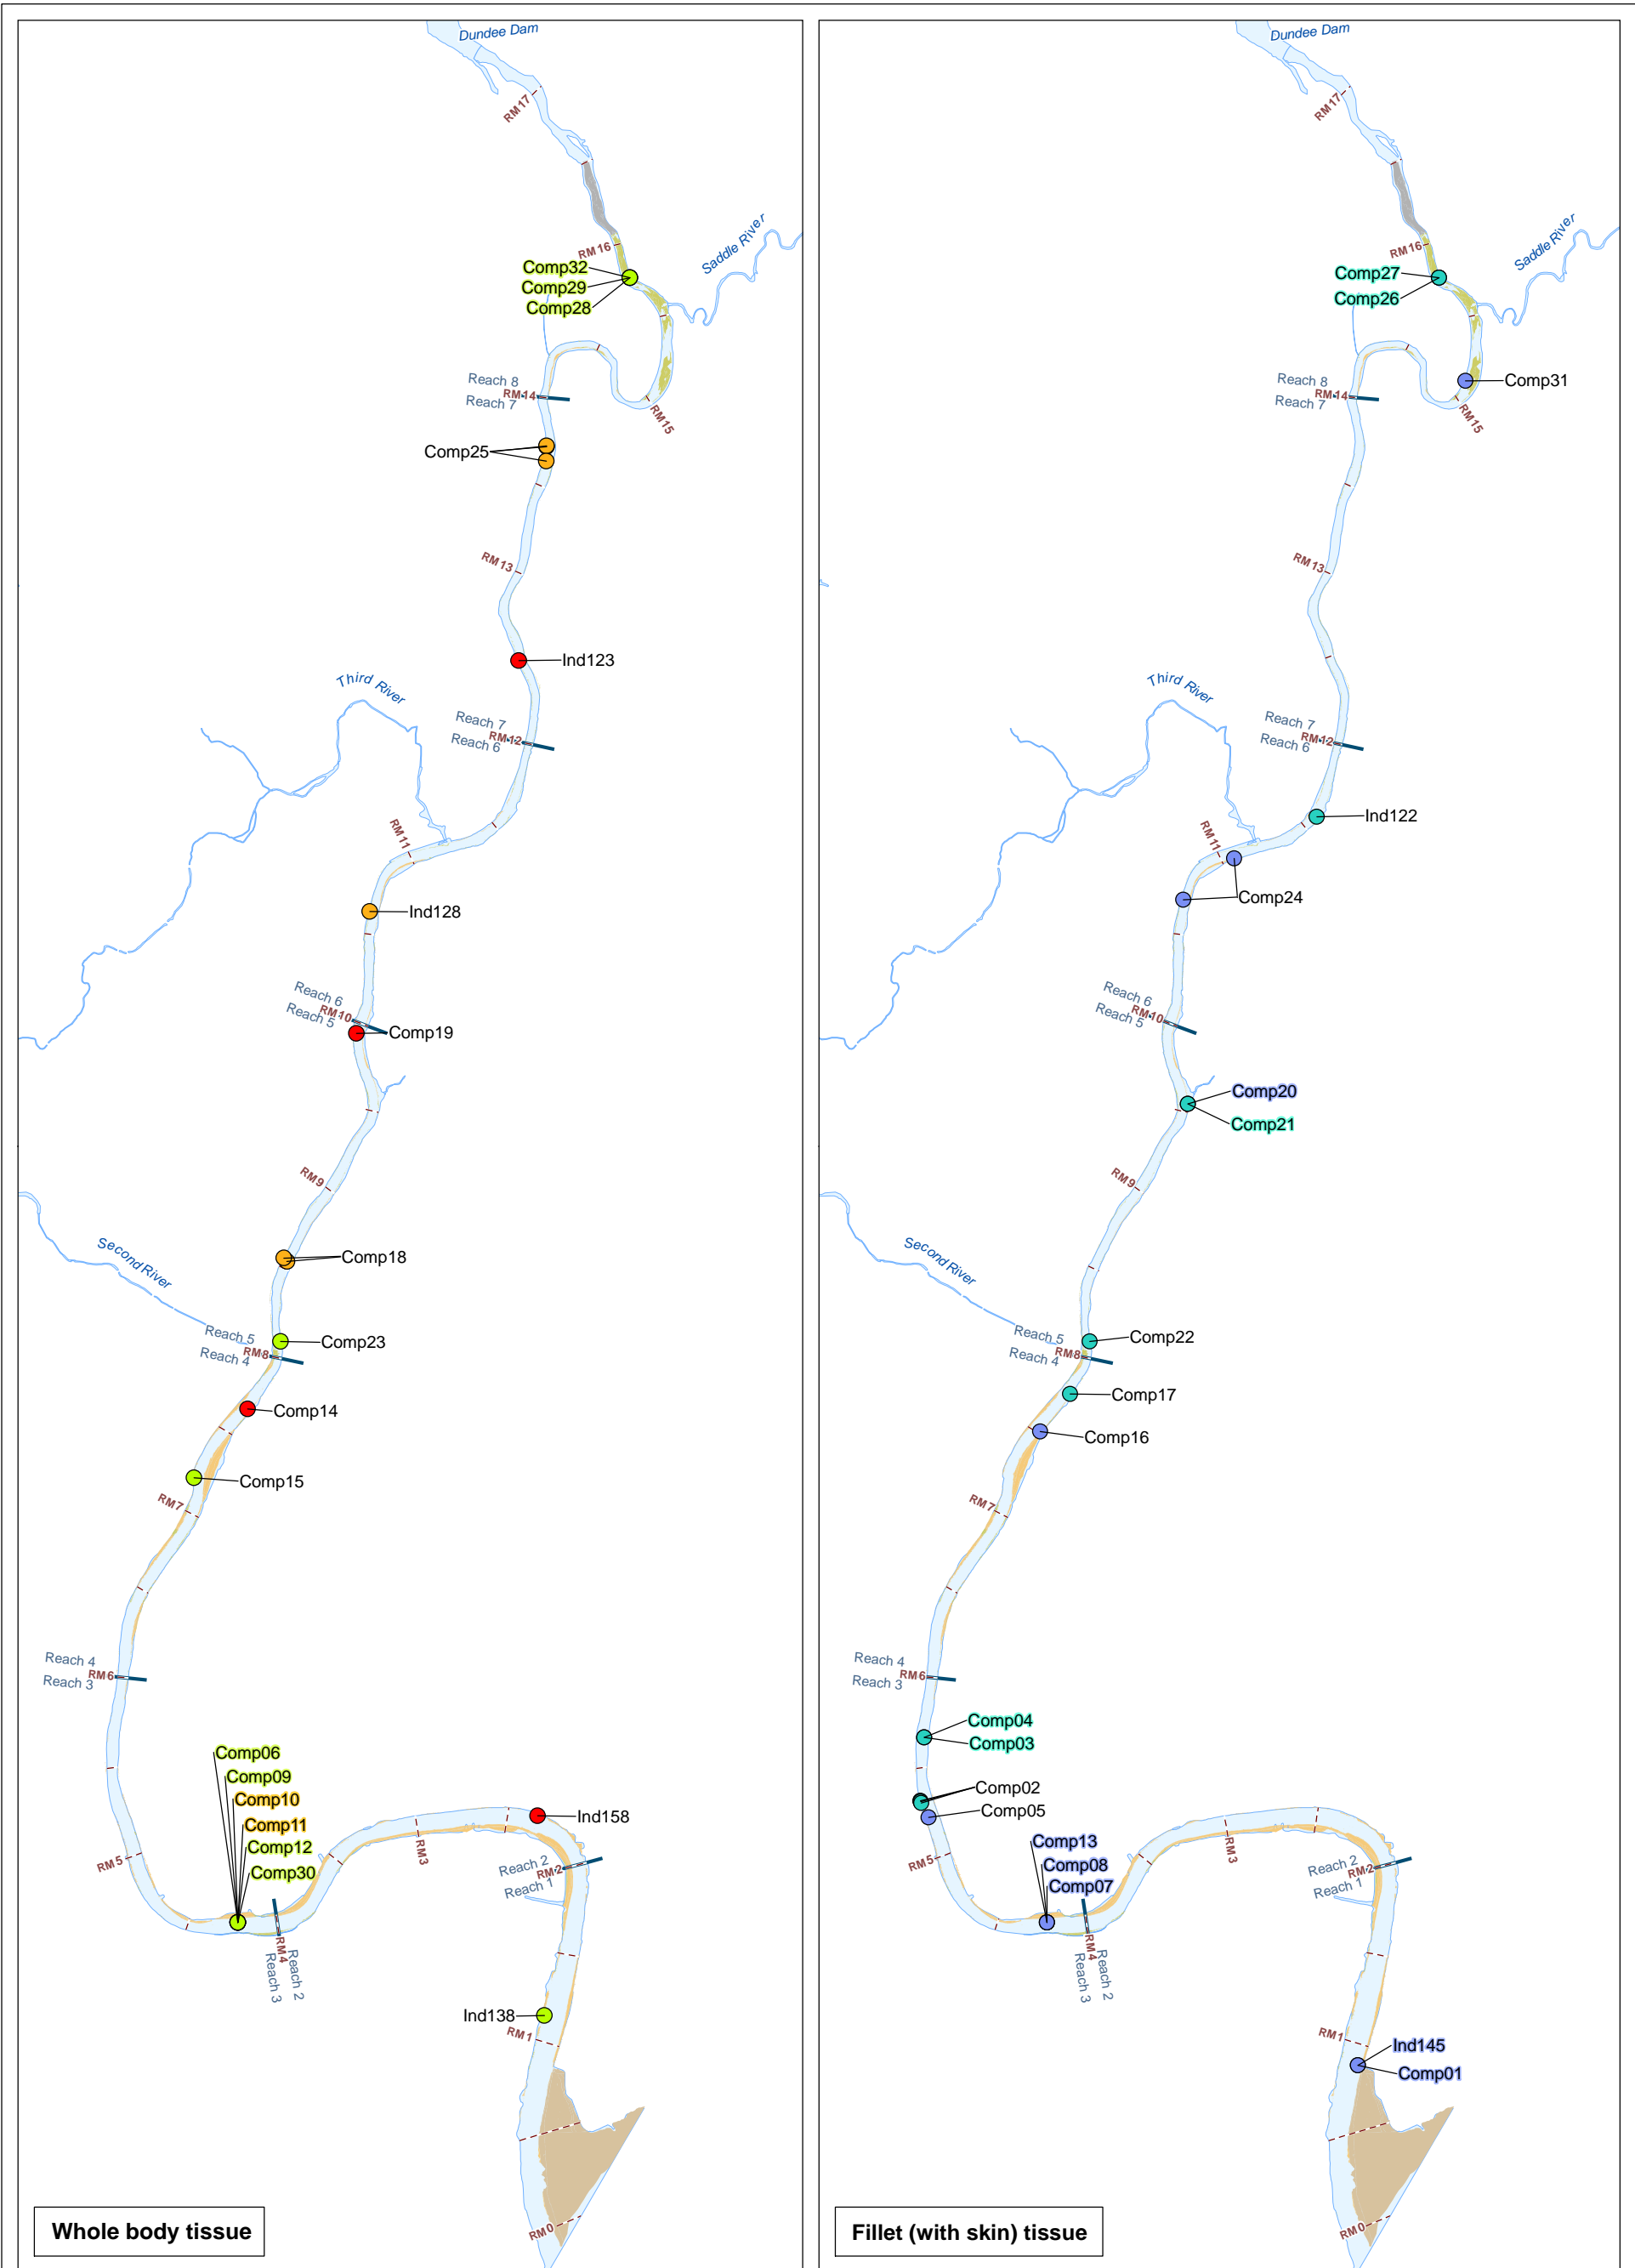 Dundee Dam
RM17
RM16
Saddle River
Comp32
Comp29
Comp28
Reach 8
RM14
Reach 7
RM15
Comp25
RM13
Ind123
Third River
Reach 7
RM12
Reach 6
RM11
Ind128
Reach 6
RM10
Reach 5
Comp19
RM9
Comp18
Second River
Reach 5
Comp23
RM8
Reach 4
Comp14
Comp15
RM7
Reach 4
RM6
Reach 3
Comp06
Comp09
Comp10
Comp11
Comp12
Comp30
Ind158
RM3
RM5
Reach 2
RM2
Reach 1
RM4
Reach 2
Reach 3
Ind138
RM1
RM0
Whole body tissue
Dundee Dam
RM17
RM16
Saddle River
Comp27
Comp26
Comp31
Reach 8
RM14
Reach 7
RM15
RM13
Third River
Reach 7
RM12
Reach 6
Ind122
RM11
Comp24
Reach 6
RM10
Reach 5
Comp20
Comp21
RM9
Second River
Reach 5
Comp22
RM8
Reach 4
Comp17
Comp16
RM7
Reach 4
RM6
Reach 3
Comp04
Comp03
Comp02
Comp05
Comp13
Comp08
Comp07
RM3
RM5
Reach 2
RM2
Reach 1
RM4
Reach 2
Reach 3
RM1
Ind145
Comp01
RM0
Fillet (with skin) tissue